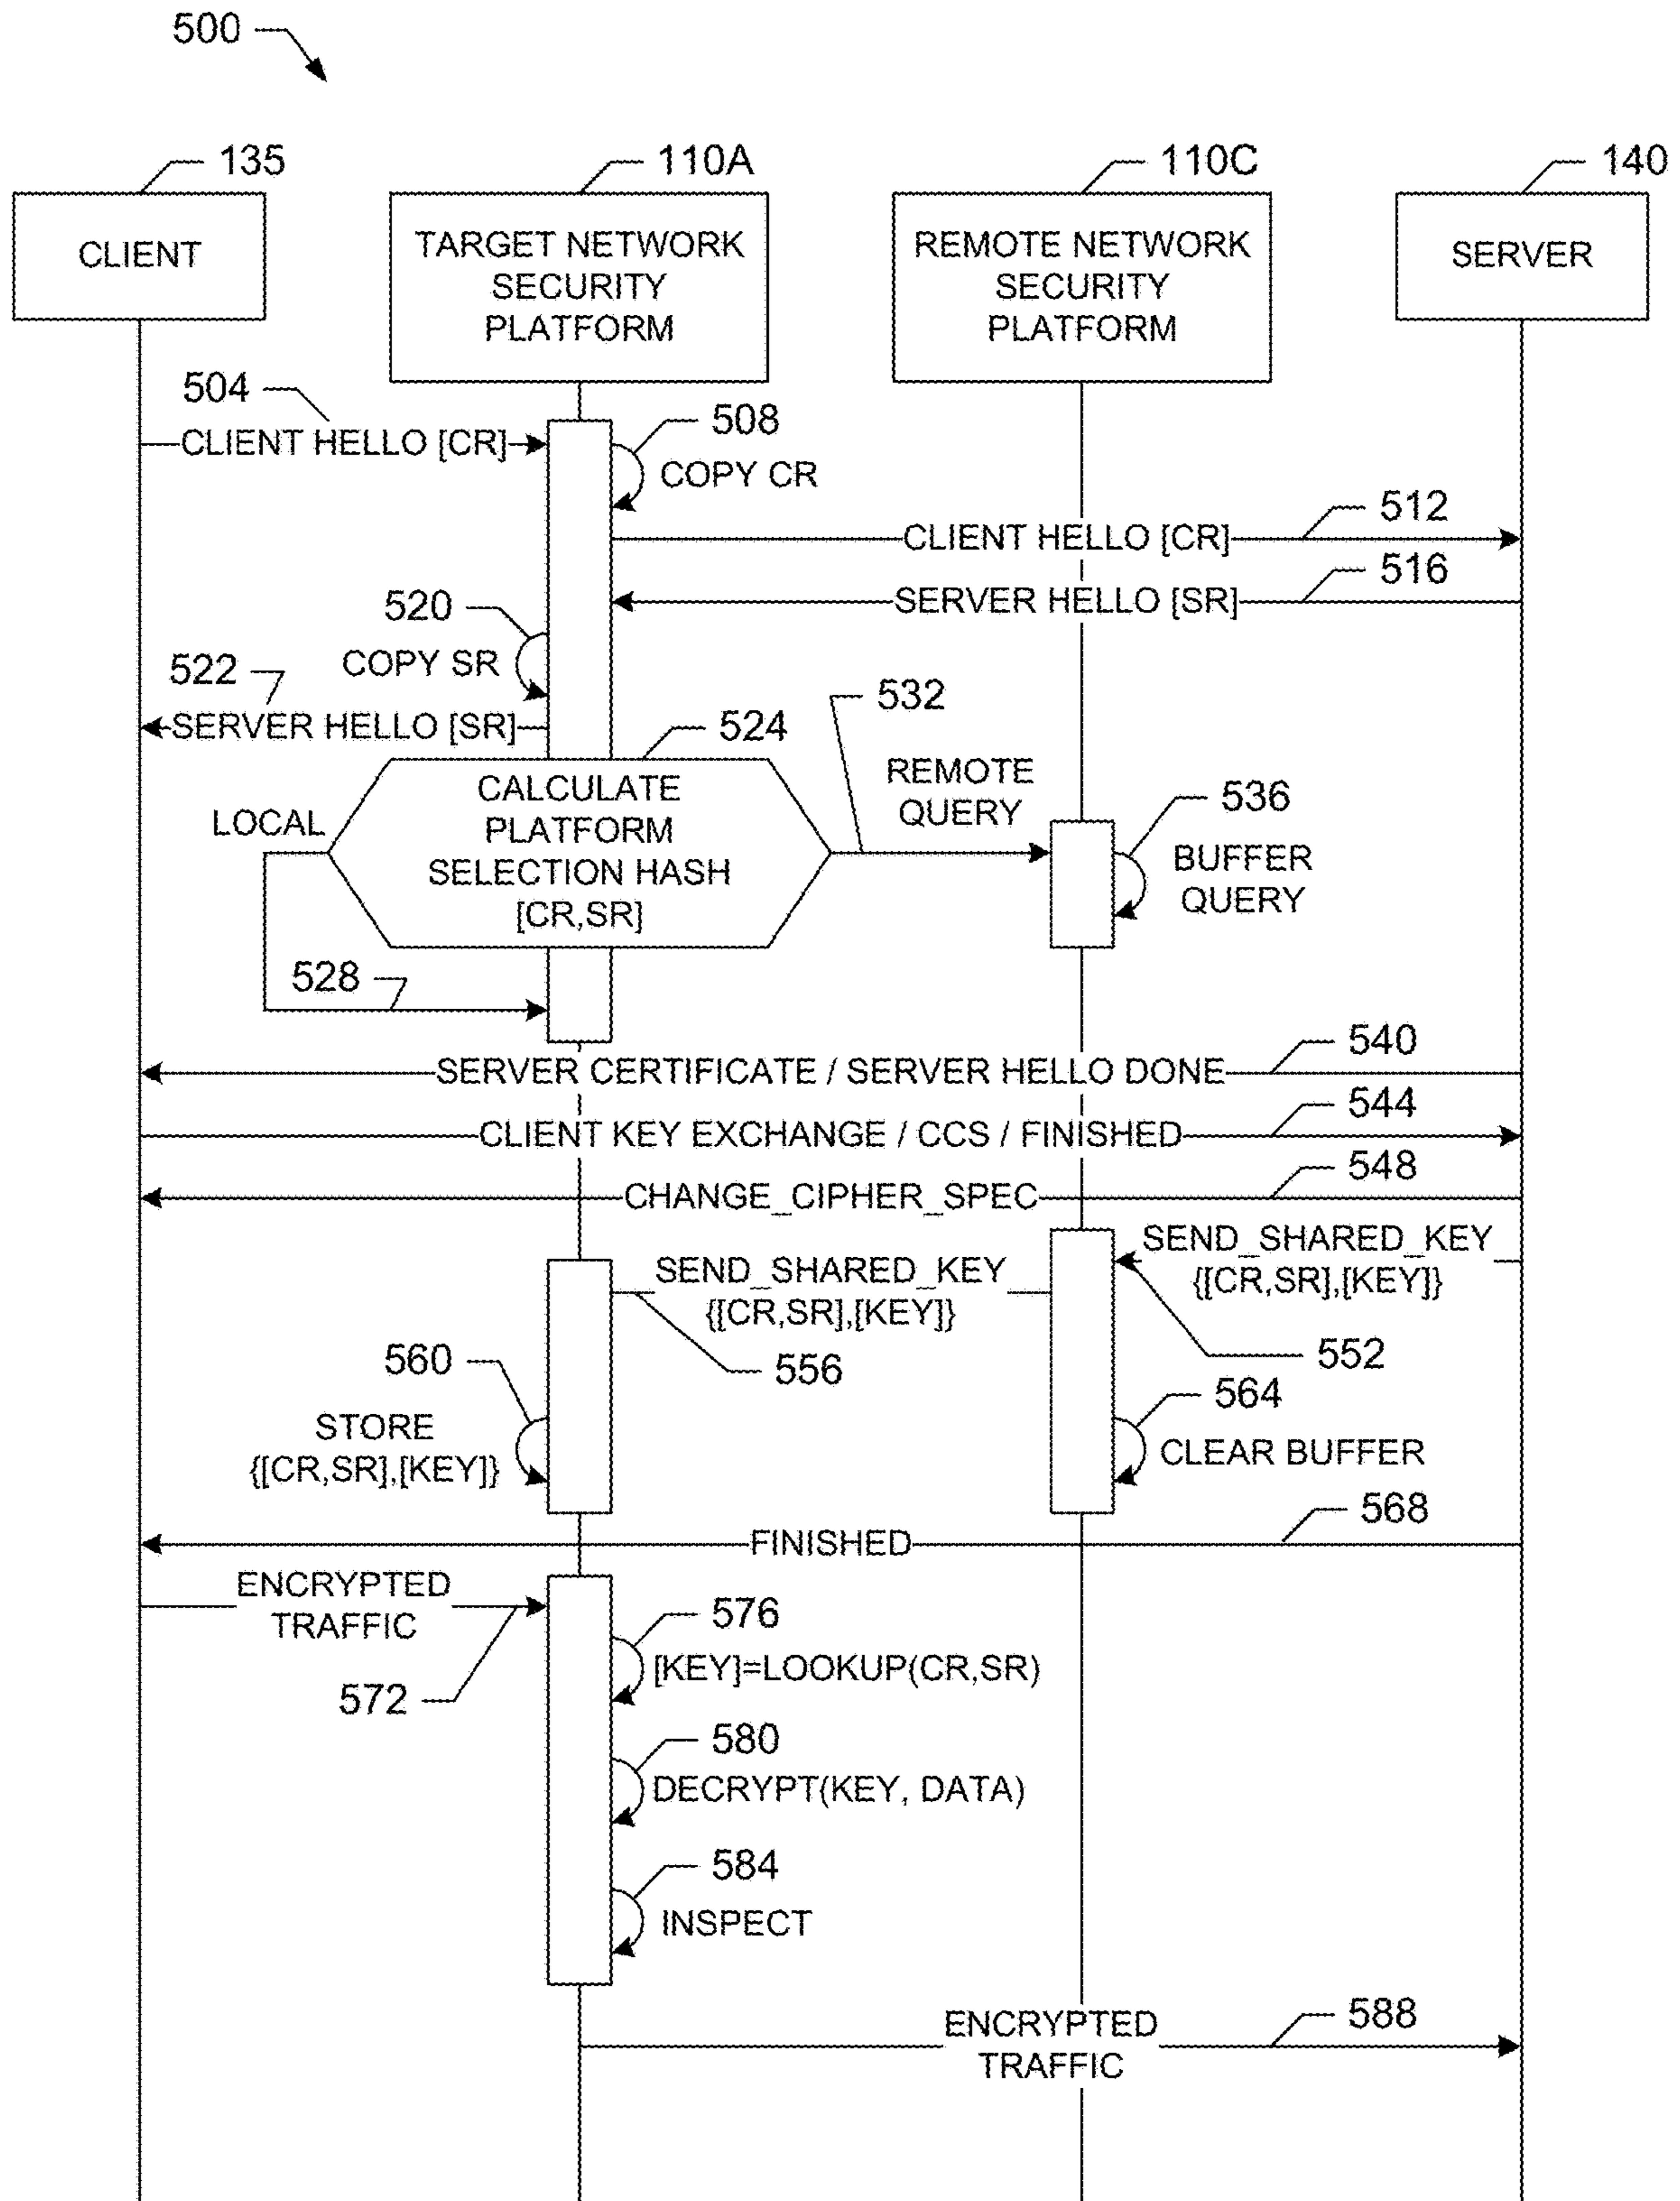 500
135
110A
110C
140
CLIENT
TARGET NETWORK
SECURITY
PLATFORM
REMOTE NETWORK
SECURITY
PLATFORM
SERVER
504
CLIENT HELLO [CR]
508
COPY CR
512
CLIENT HELLO [CR]
516
SERVER HELLO [SR]
520
COPY SR
522
SERVER HELLO [SR]
524
CALCULATE
PLATFORM
SELECTION HASH
[CR,SR]
LOCAL
528
532
REMOTE
QUERY
536
BUFFER
QUERY
540
SERVER CERTIFICATE / SERVER HELLO DONE
544
CLIENT KEY EXCHANGE / CCS / FINISHED
548
CHANGE_CIPHER_SPEC
SEND_SHARED_KEY
{[CR,SR],[KEY]}
552
SEND_SHARED_KEY
{[CR,SR],[KEY]}
556
560
STORE
{[CR,SR],[KEY]}
564
CLEAR BUFFER
568
FINISHED
ENCRYPTED
TRAFFIC
572
576
[KEY]=LOOKUP(CR,SR)
580
DECRYPT(KEY, DATA)
584
INSPECT
588
ENCRYPTED
TRAFFIC